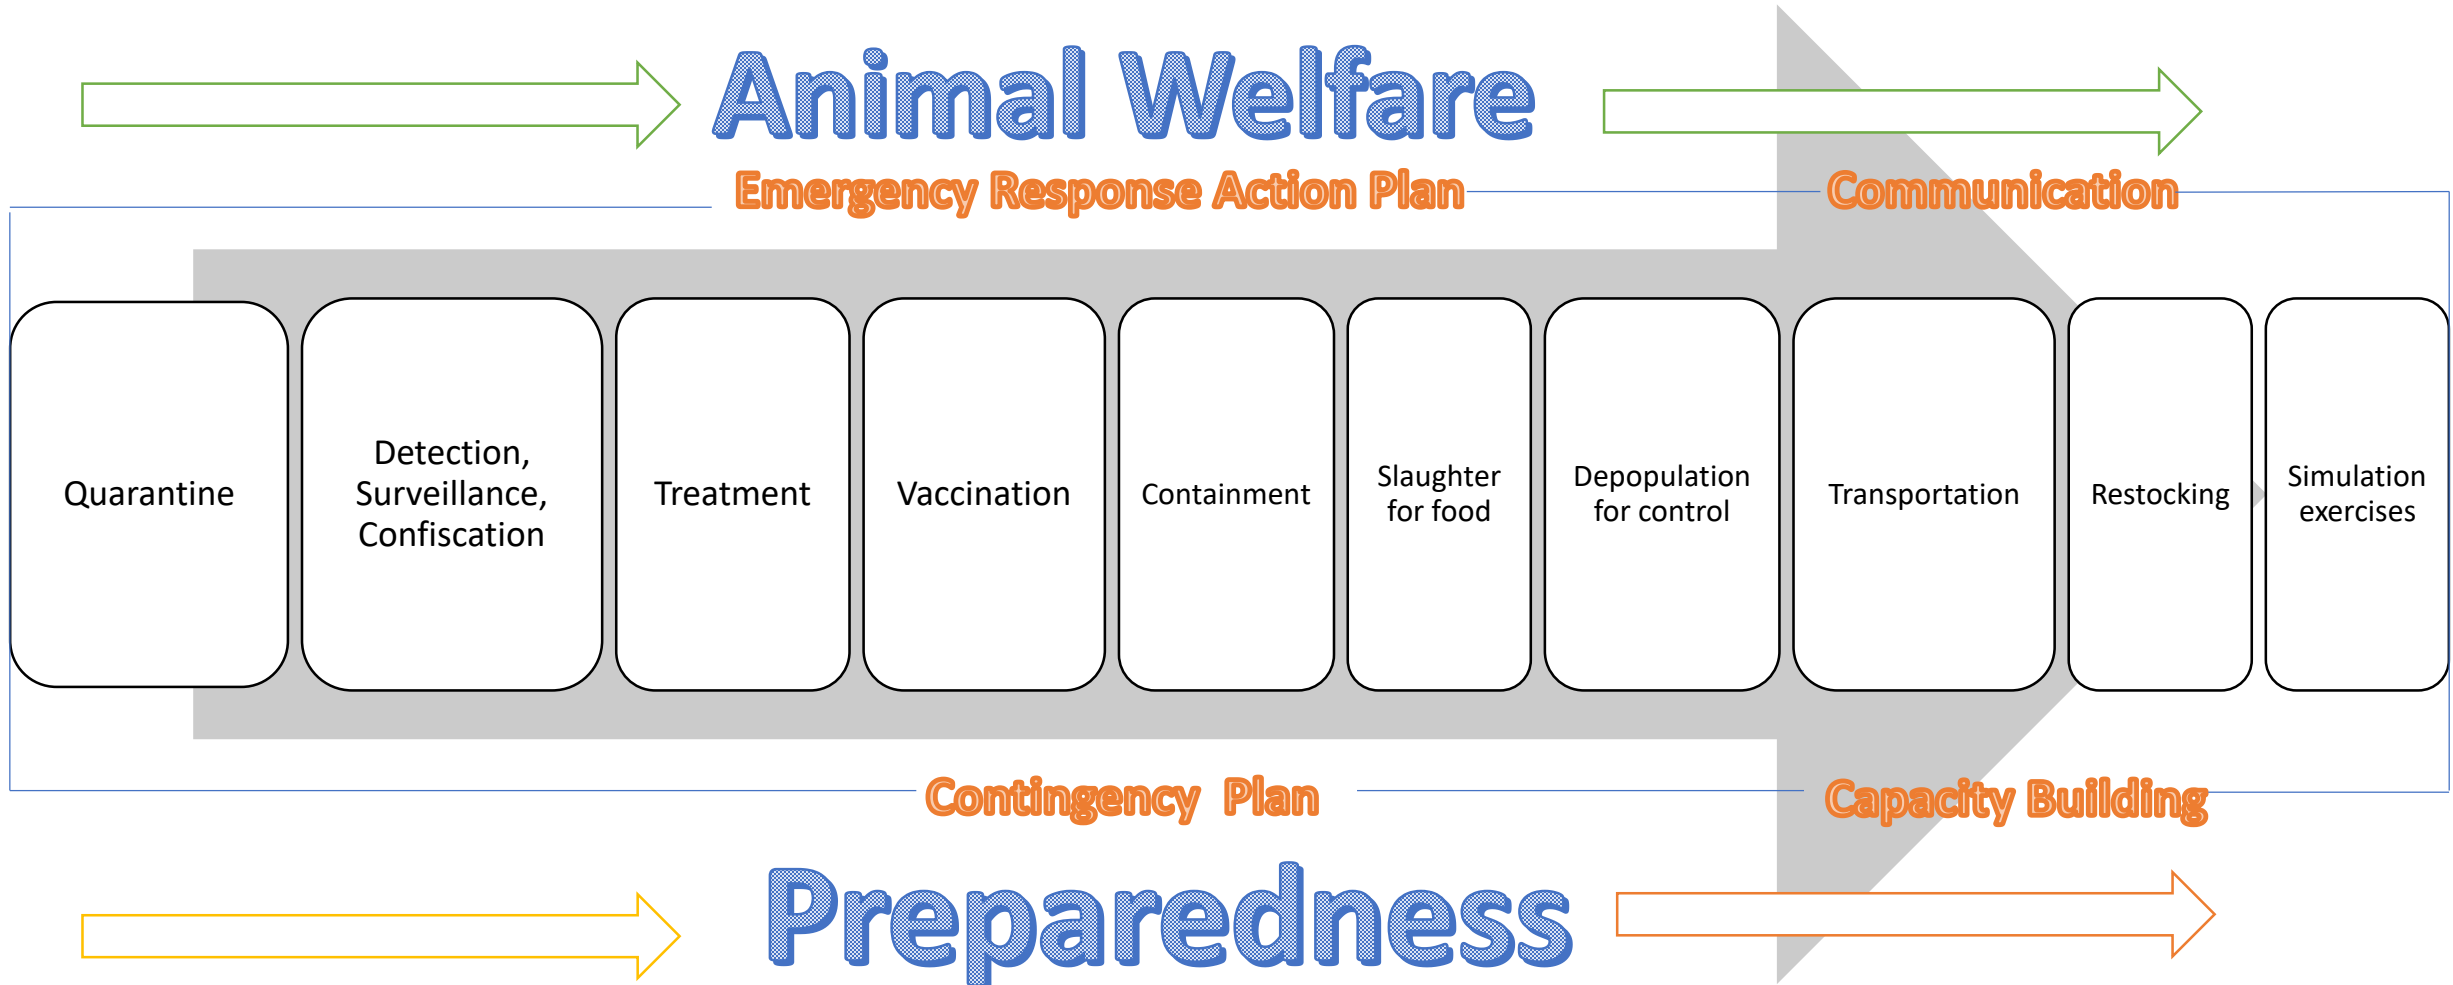 Animal Welfare
Emergency Response Action Plan
Communication
Quarantine
Detection,
Surveillance,
Confiscation
Treatment
Vaccination
Containment
Slaughter
for food
Depopulation
for control
Transportation
Restocking
Simulation
exercises
Contingency Plan
Capacity Building
Preparedness